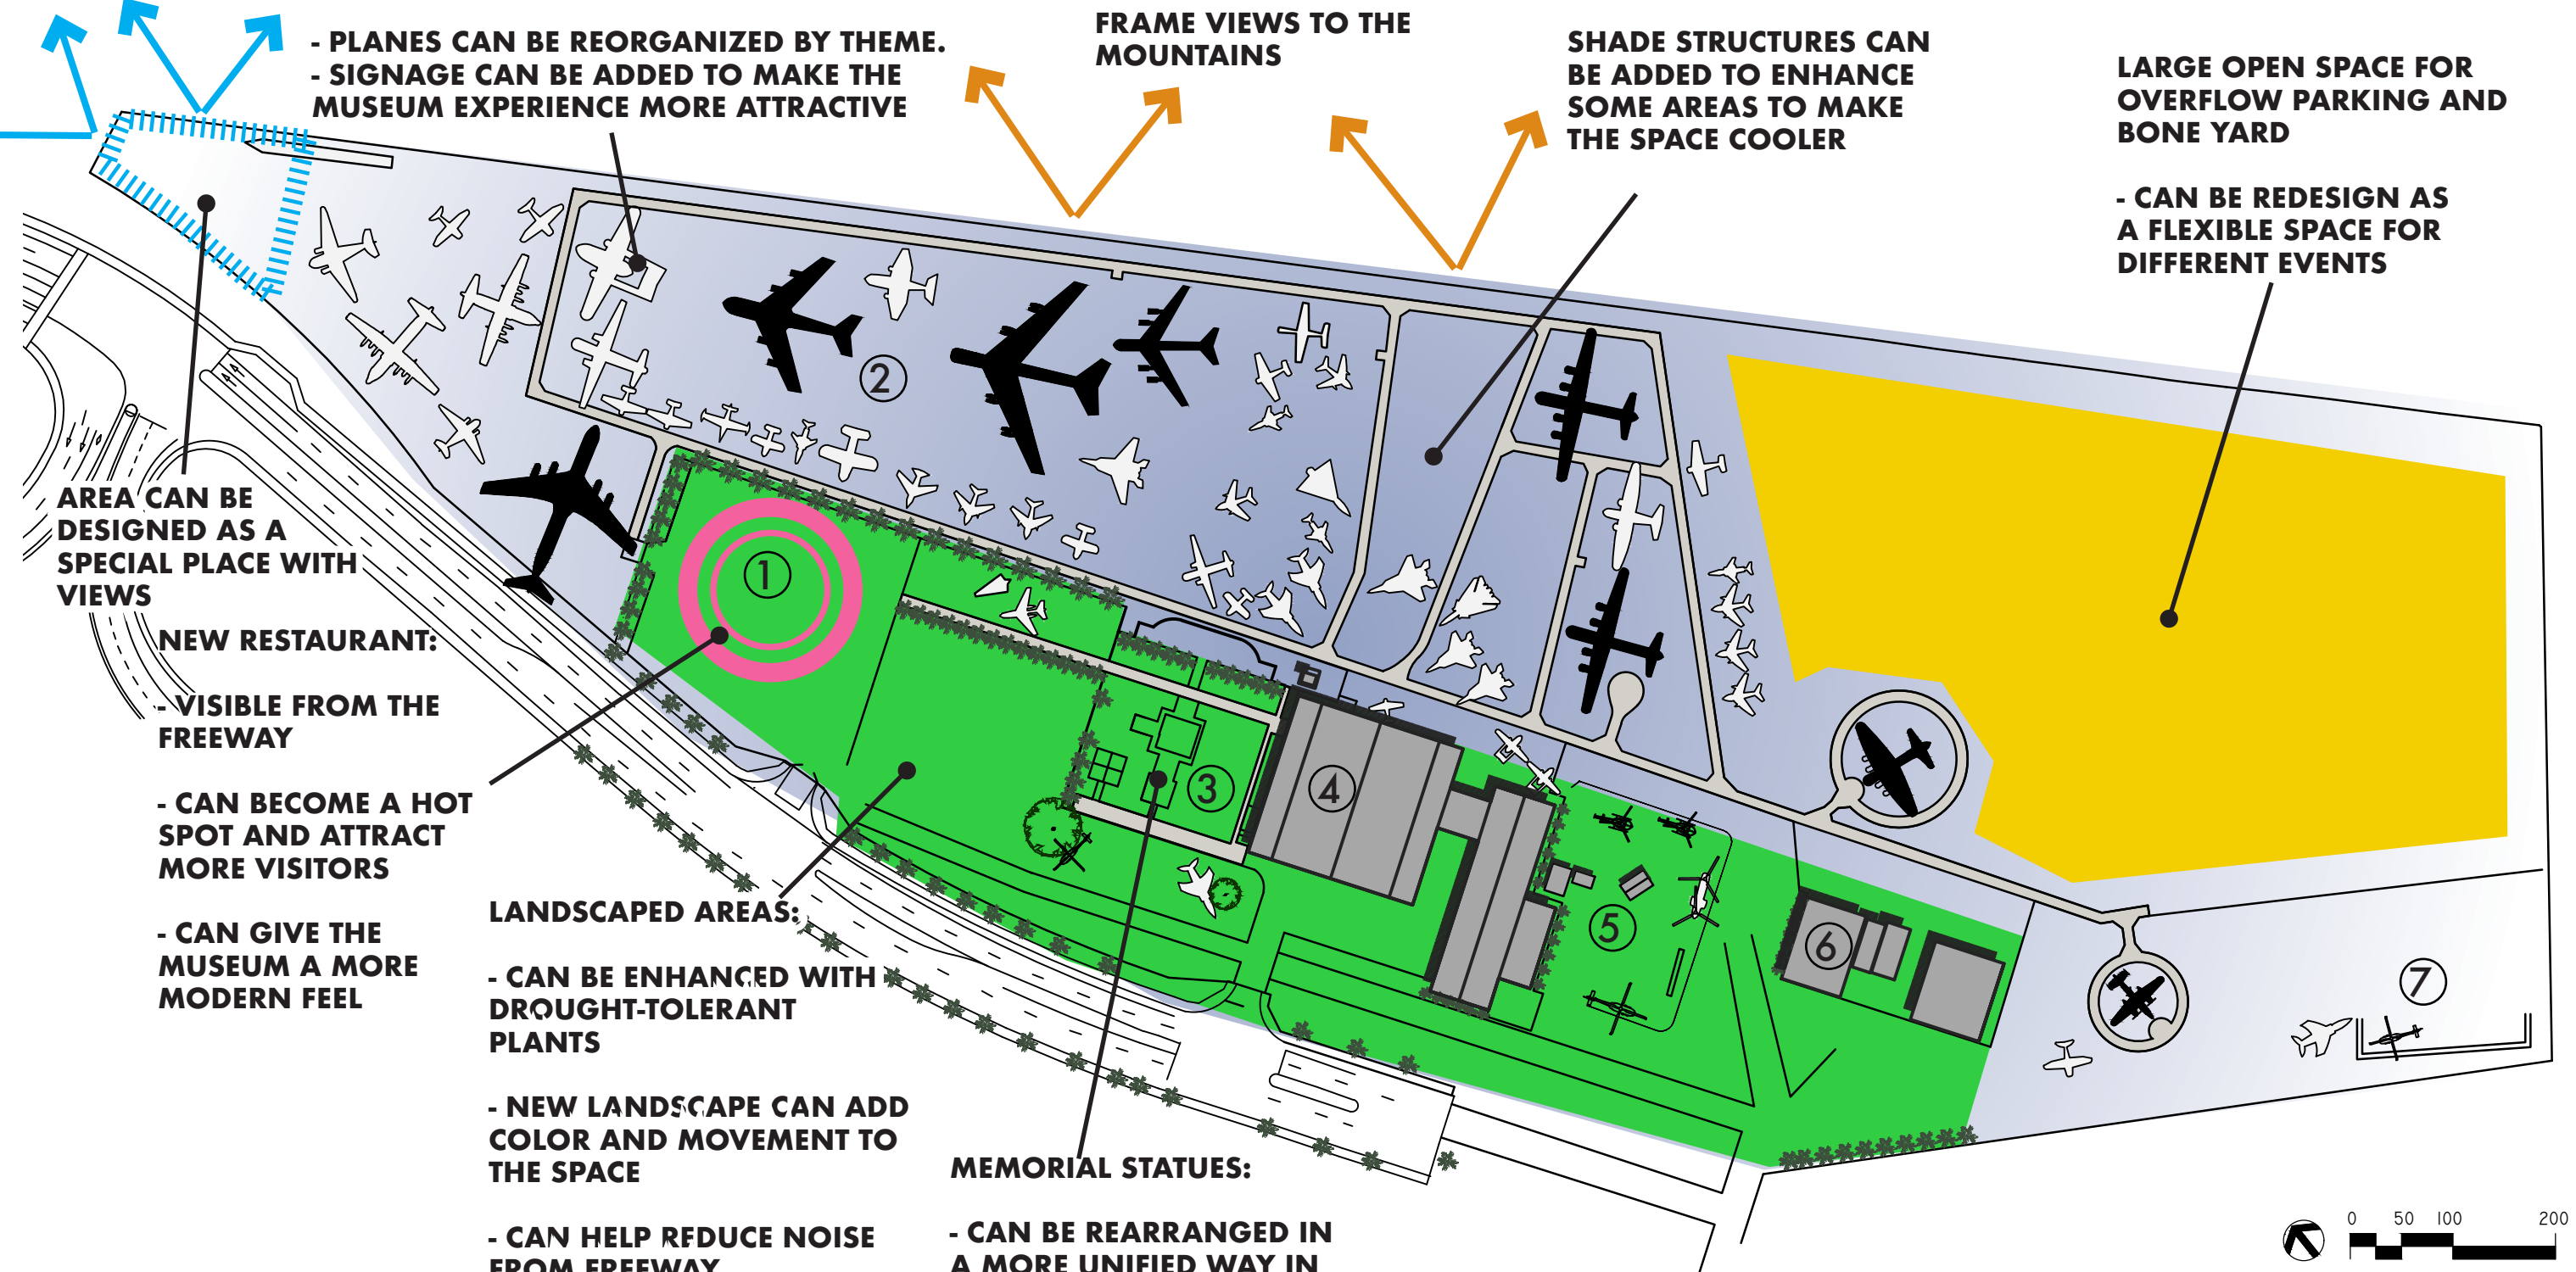 - PLANES CAN BE REORGANIZED BY THEME.
- SIGNAGE CAN BE ADDED TO MAKE THE
MUSEUM EXPERIENCE MORE ATTRACTIVE
FRAME VIEWS TO THE
MOUNTAINS
SHADE STRUCTURES CAN
BE ADDED TO ENHANCE
SOME AREAS TO MAKE
THE SPACE COOLER
LARGE OPEN SPACE FOR
OVERFLOW PARKING AND
BONE YARD
- CAN BE REDESIGN AS
A FLEXIBLE SPACE FOR
DIFFERENT EVENTS
AREA CAN BE
DESIGNED AS A
SPECIAL PLACE WITH
VIEWS
NEW RESTAURANT:
- VISIBLE FROM THE
FREEWAY
- CAN BECOME A HOT
SPOT AND ATTRACT
MORE VISITORS
- CAN GIVE THE
MUSEUM A MORE
MODERN FEEL
LANDSCAPED AREAS:
- CAN BE ENHANCED WITH
DROUGHT-TOLERANT
PLANTS
- NEW LANDSCAPE CAN ADD
COLOR AND MOVEMENT TO
THE SPACE
- CAN HELP REDUCE NOISE
FROM FREEWAY
MEMORIAL STATUES:
- CAN BE REARRANGED IN
A MORE UNIFIED WAY IN
1
2
3
4
5
6
7
0 50 100 200